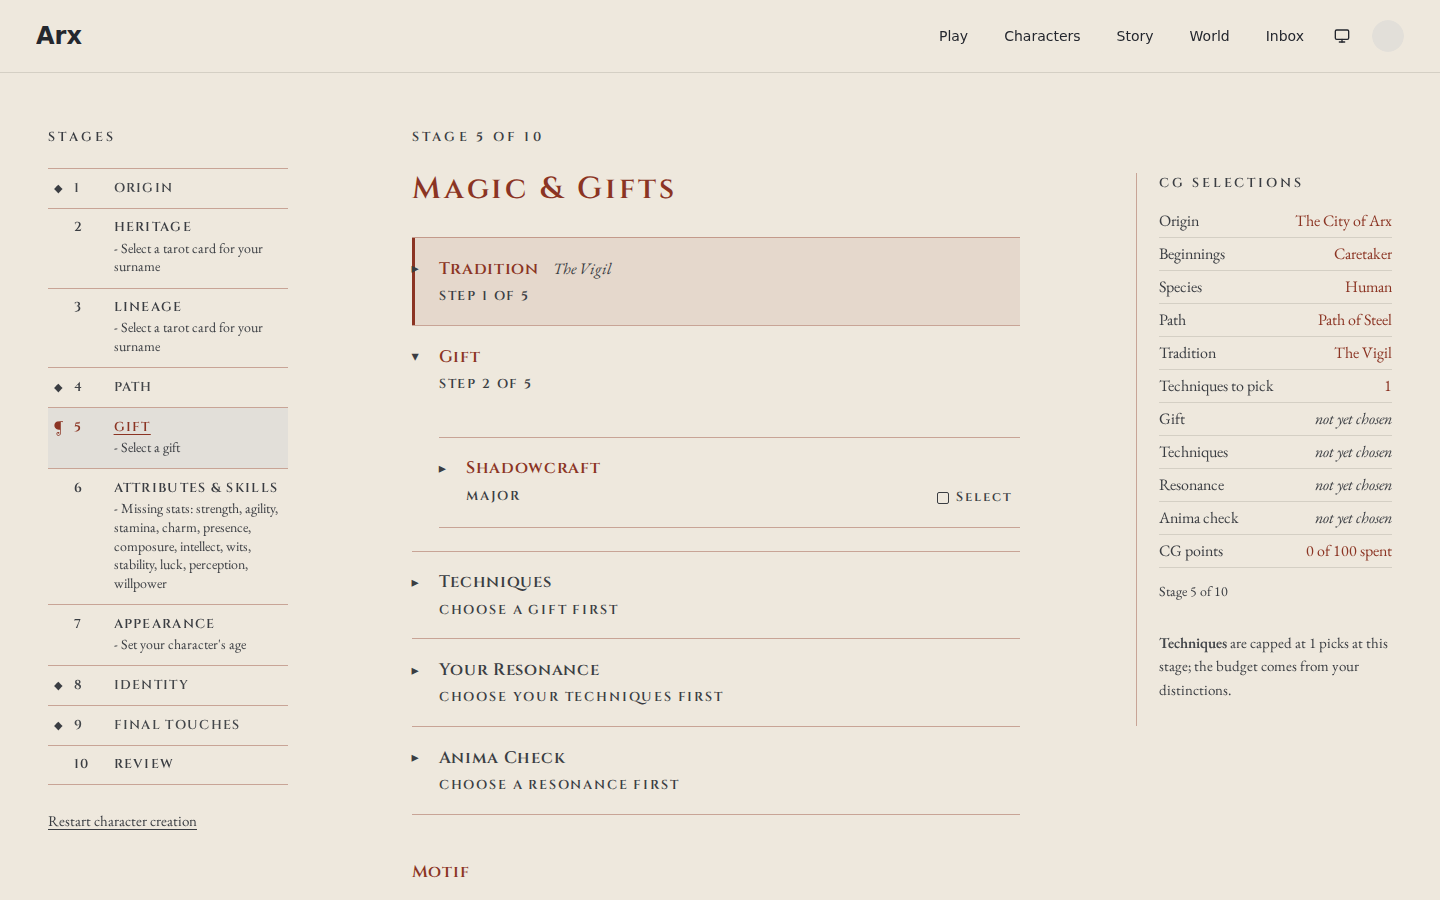 Arx
Play
Characters
Story
World
Inbox
STAGES
◆ 1 ORIGIN
2 HERITAGE
- Select a tarot card for your
surname
3 LINEAGE
- Select a tarot card for your
surname
◆ 4 PATH
¶ 5 GIFT
- Select a gift
6 ATTRIBUTES & SKILLS
- Missing stats: strength, agility,
stamina, charm, presence,
composure, intellect, wits,
stability, luck, perception,
willpower
7 APPEARANCE
- Set your character's age
◆ 8 IDENTITY
◆ 9 FINAL TOUCHES
10 REVIEW
Restart character creation
STAGE 5 OF 10
Magic & Gifts
▸ Tradition The Vigil
STEP 1 OF 5
▾ Gift
STEP 2 OF 5
▸ Shadowcraft
MAJOR
Select
▸ Techniques
CHOOSE A GIFT FIRST
▸ Your Resonance
CHOOSE YOUR TECHNIQUES FIRST
▸ Anima Check
CHOOSE A RESONANCE FIRST
Motif
CG SELECTIONS
Origin The City of Arx
Beginnings Caretaker
Species Human
Path Path of Steel
Tradition The Vigil
Techniques to pick 1
Gift not yet chosen
Techniques not yet chosen
Resonance not yet chosen
Anima check not yet chosen
CG points 0 of 100 spent
Stage 5 of 10
Techniques are capped at 1 picks at this
stage; the budget comes from your
distinctions.